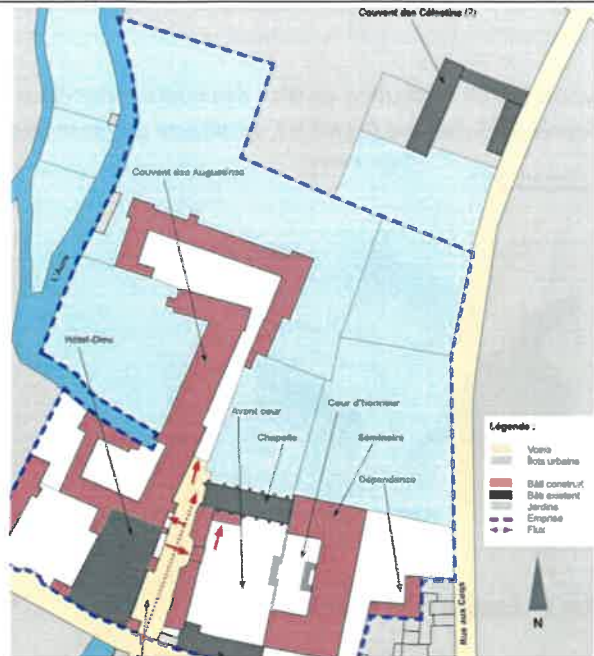 Couvent des Célestins (?)
Couvent des Augustines
L'Aure
Hôtel-Dieu
Avant cour
Cour d'honneur
Chapelle
Séminaire
Dépendance
Légende :
Voirie
Îlots urbains
Bâti construit
Bâti existant
Jardins
Emprise
Flux
Rue aux Coqs
N